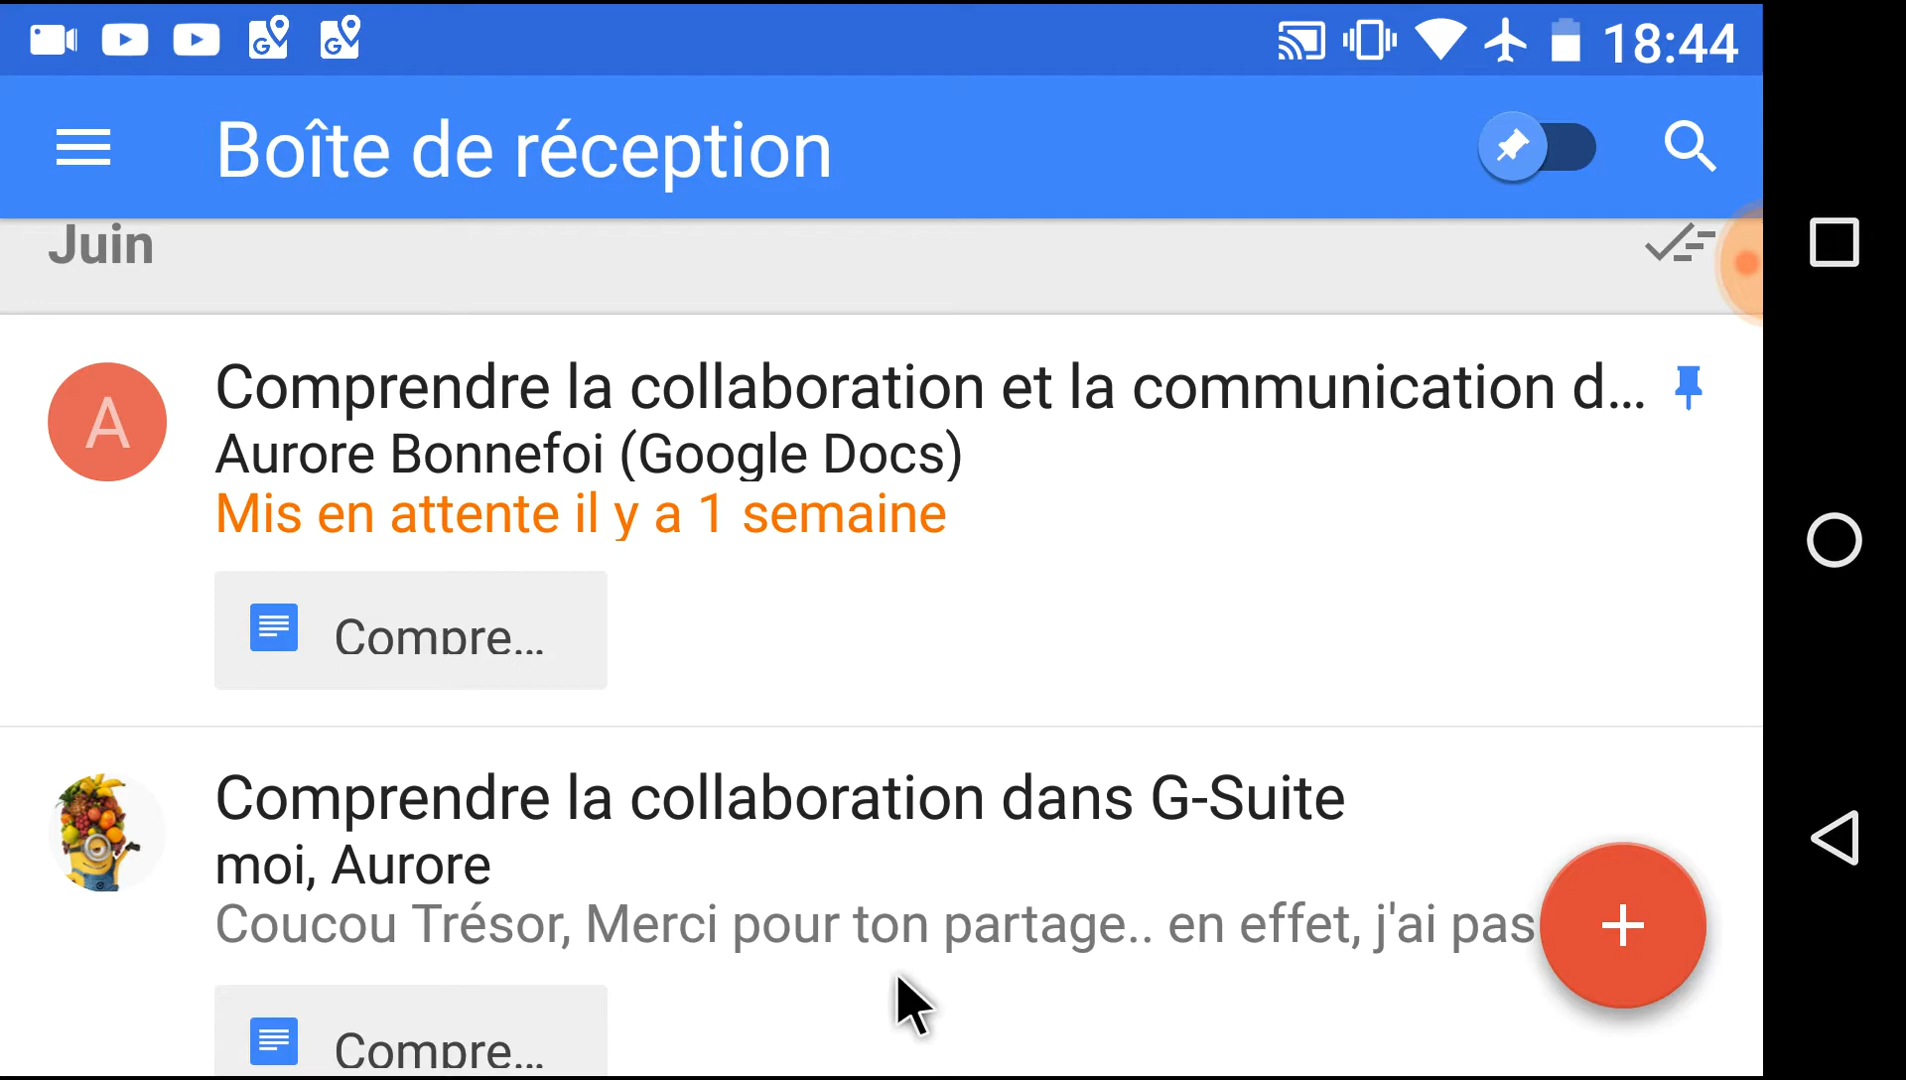 18:44
Boîte de réception
Juin
A
Comprendre la collaboration et la communication d...
Aurore Bonnefoi (Google Docs)
Mis en attente il y a 1 semaine
Compre...
Comprendre la collaboration dans G-Suite
moi, Aurore
Coucou Trésor, Merci pour ton partage.. en effet, j'ai pas
Compre...